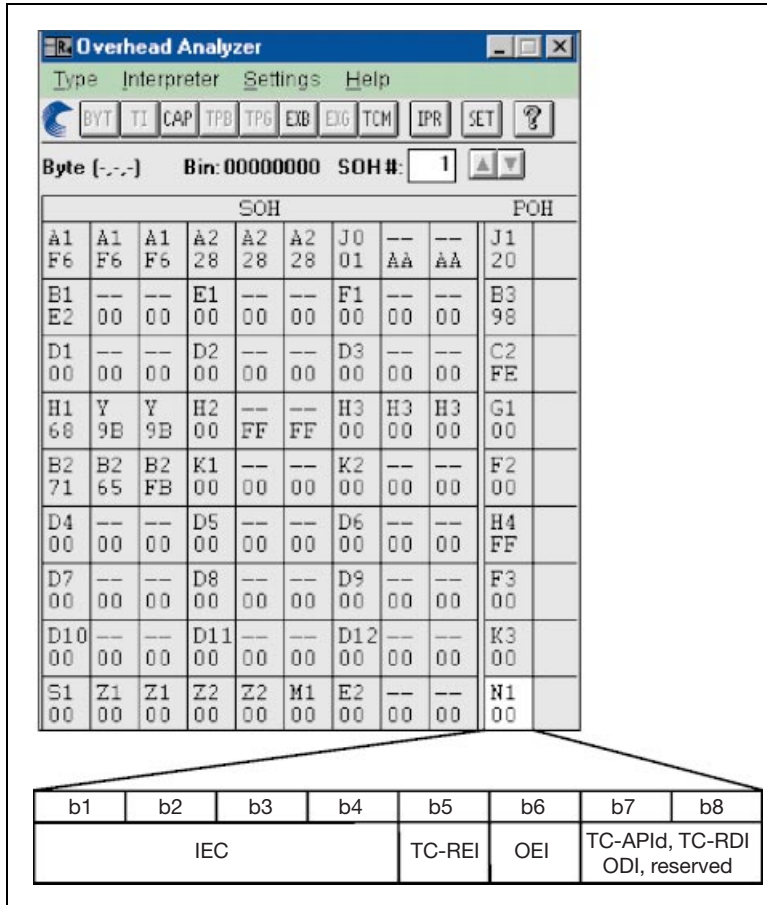 Overhead Analyzer
Type Interpreter Settings Help
BYT TI CAP TPB TPG EXB EXG TCM IPR SET ?
Byte (-,-,-) Bin: 00000000 SOH #: 1
SOH POH
A1 A1 A1 A2 A2 A2 J0 -- -- J1
F6 F6 F6 28 28 28 01 AA AA 20
B1 -- -- E1 -- -- F1 -- -- B3
E2 00 00 00 00 00 00 00 00 98
D1 -- -- D2 -- -- D3 -- -- C2
00 00 00 00 00 00 00 00 00 FE
H1 Y Y H2 -- -- H3 H3 H3 G1
68 9B 9B 00 FF FF 00 00 00 00
B2 B2 B2 K1 -- -- K2 -- -- F2
71 65 FB 00 00 00 00 00 00 00
D4 -- -- D5 -- -- D6 -- -- H4
00 00 00 00 00 00 00 00 00 FF
D7 -- -- D8 -- -- D9 -- -- F3
00 00 00 00 00 00 00 00 00 00
D10 -- -- D11 -- -- D12 -- -- K3
00 00 00 00 00 00 00 00 00 00
S1 Z1 Z1 Z2 Z2 M1 E2 -- -- N1
00 00 00 00 00 00 00 00 00 00
b1 b2 b3 b4 b5 b6 b7 b8
IEC TC-REI OEI TC-APId, TC-RDI
ODI, reserved